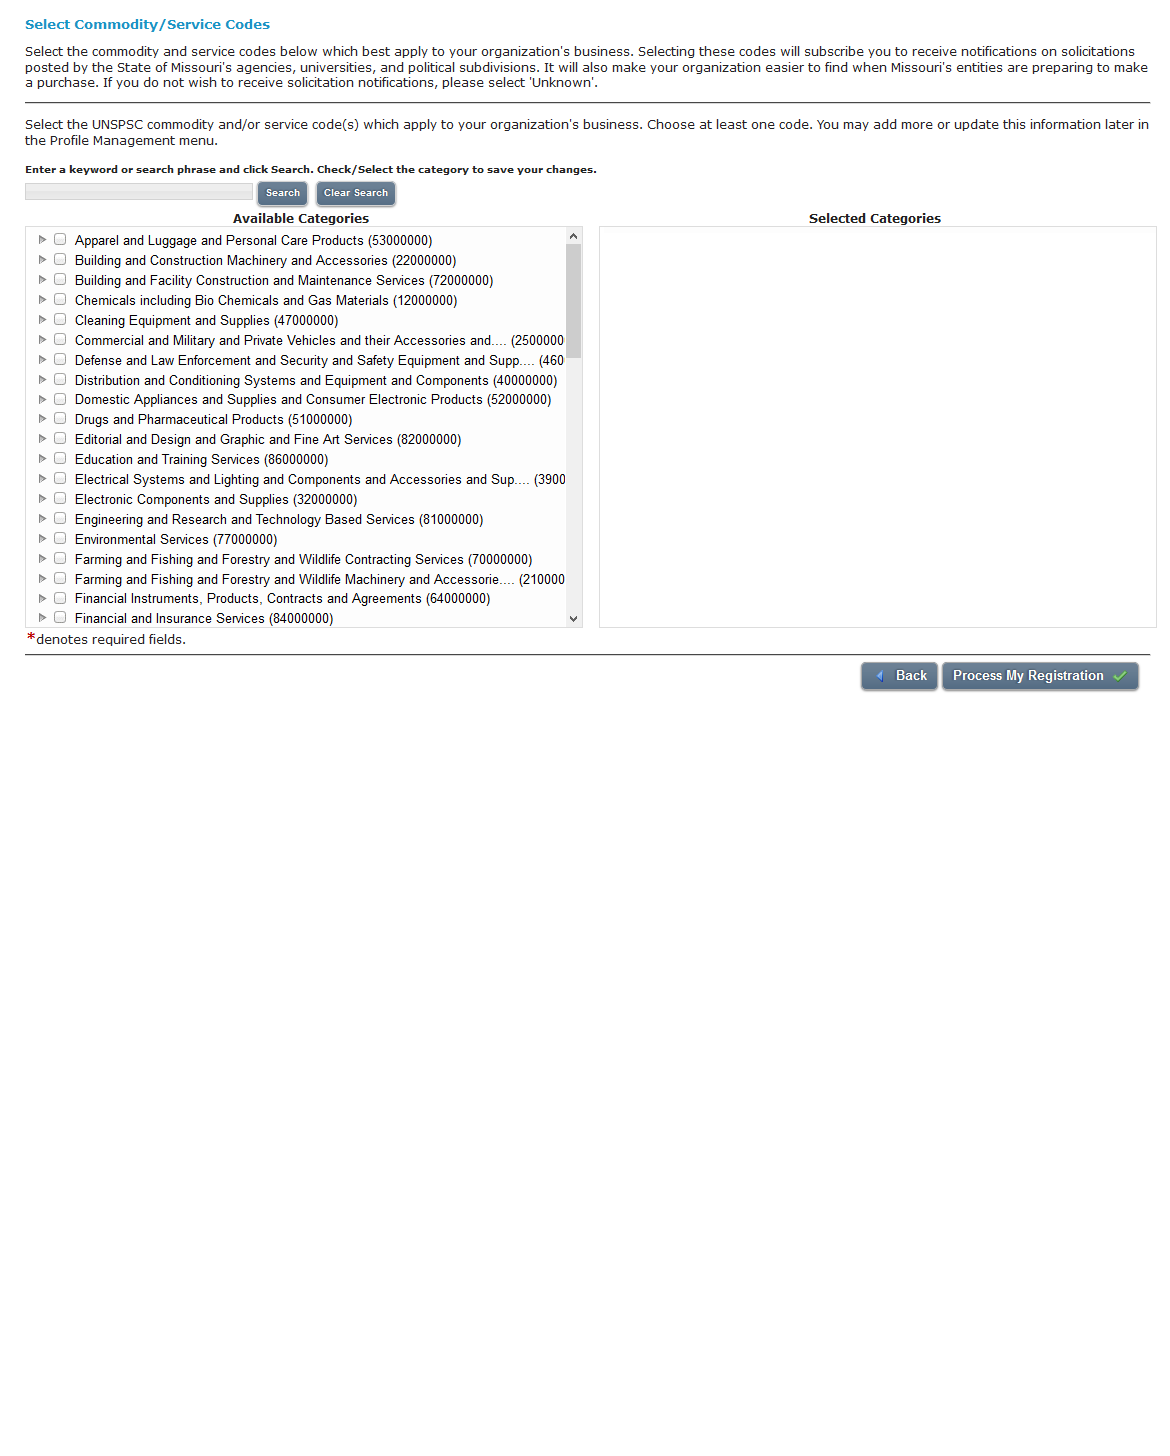 Select Commodity/Service Codes
Select the commodity and service codes below which best apply to your organization's business. Selecting these codes will subscribe you to receive notifications on solicitations
posted by the State of Missouri's agencies, universities, and political subdivisions. It will also make your organization easier to find when Missouri's entities are preparing to make
a purchase. If you do not wish to receive solicitation notifications, please select 'Unknown'.
Select the UNSPSC commodity and/or service code(s) which apply to your organization's business. Choose at least one code. You may add more or update this information later in
the Profile Management menu.
Enter a keyword or search phrase and click Search. Check/Select the category to save your changes.
Search Clear Search
Available Categories Selected Categories
Apparel and Luggage and Personal Care Products (53000000)
Building and Construction Machinery and Accessories (22000000)
Building and Facility Construction and Maintenance Services (72000000)
Chemicals including Bio Chemicals and Gas Materials (12000000)
Cleaning Equipment and Supplies (47000000)
Commercial and Military and Private Vehicles and their Accessories and.... (2500000
Defense and Law Enforcement and Security and Safety Equipment and Supp.... (460
Distribution and Conditioning Systems and Equipment and Components (40000000)
Domestic Appliances and Supplies and Consumer Electronic Products (52000000)
Drugs and Pharmaceutical Products (51000000)
Editorial and Design and Graphic and Fine Art Services (82000000)
Education and Training Services (86000000)
Electrical Systems and Lighting and Components and Accessories and Sup.... (3900
Electronic Components and Supplies (32000000)
Engineering and Research and Technology Based Services (81000000)
Environmental Services (77000000)
Farming and Fishing and Forestry and Wildlife Contracting Services (70000000)
Farming and Fishing and Forestry and Wildlife Machinery and Accessorie.... (210000
Financial Instruments, Products, Contracts and Agreements (64000000)
Financial and Insurance Services (84000000)
*denotes required fields.
Back Process My Registration